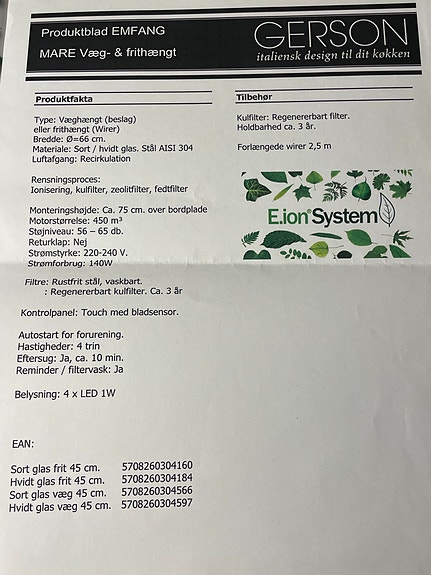 Produktblad EMFANG
MARE Væg- & frithængt
GERSON
italiensk design til dit køkken
Produktfakta
Type: Væghængt (beslag)
eller frithængt (Wirer)
Bredde: Ø=66 cm.
Materiale: Sort / hvidt glas. Stål AISI 304
Luftafgang: Recirkulation
Rensningsproces:
Ionisering, kulfilter, zeolitfilter, fedtfilter
Monteringshøjde: Ca. 75 cm. over bordplade
Motorstørrelse: 450 m³
Støjniveau: 56 – 65 db.
Returklap: Nej
Strømstyrke: 220-240 V.
Strømforbrug: 140W
Filtre: Rustfrit stål, vaskbart.
: Regenererbart kulfilter. Ca. 3 år
Kontrolpanel: Touch med bladsensor.
Autostart for forurening.
Hastigheder: 4 trin
Eftersug: Ja, ca. 10 min.
Reminder / filtervask: Ja
Belysning: 4 x LED 1W
EAN:
Sort glas frit 45 cm. 5708260304160
Hvidt glas frit 45 cm. 5708260304184
Sort glas væg 45 cm. 5708260304566
Hvidt glas væg 45 cm. 5708260304597
Tilbehør
Kulfilter: Regenererbart filter.
Holdbarhed ca. 3 år.
Forlængede wirer 2,5 m
E.ion System